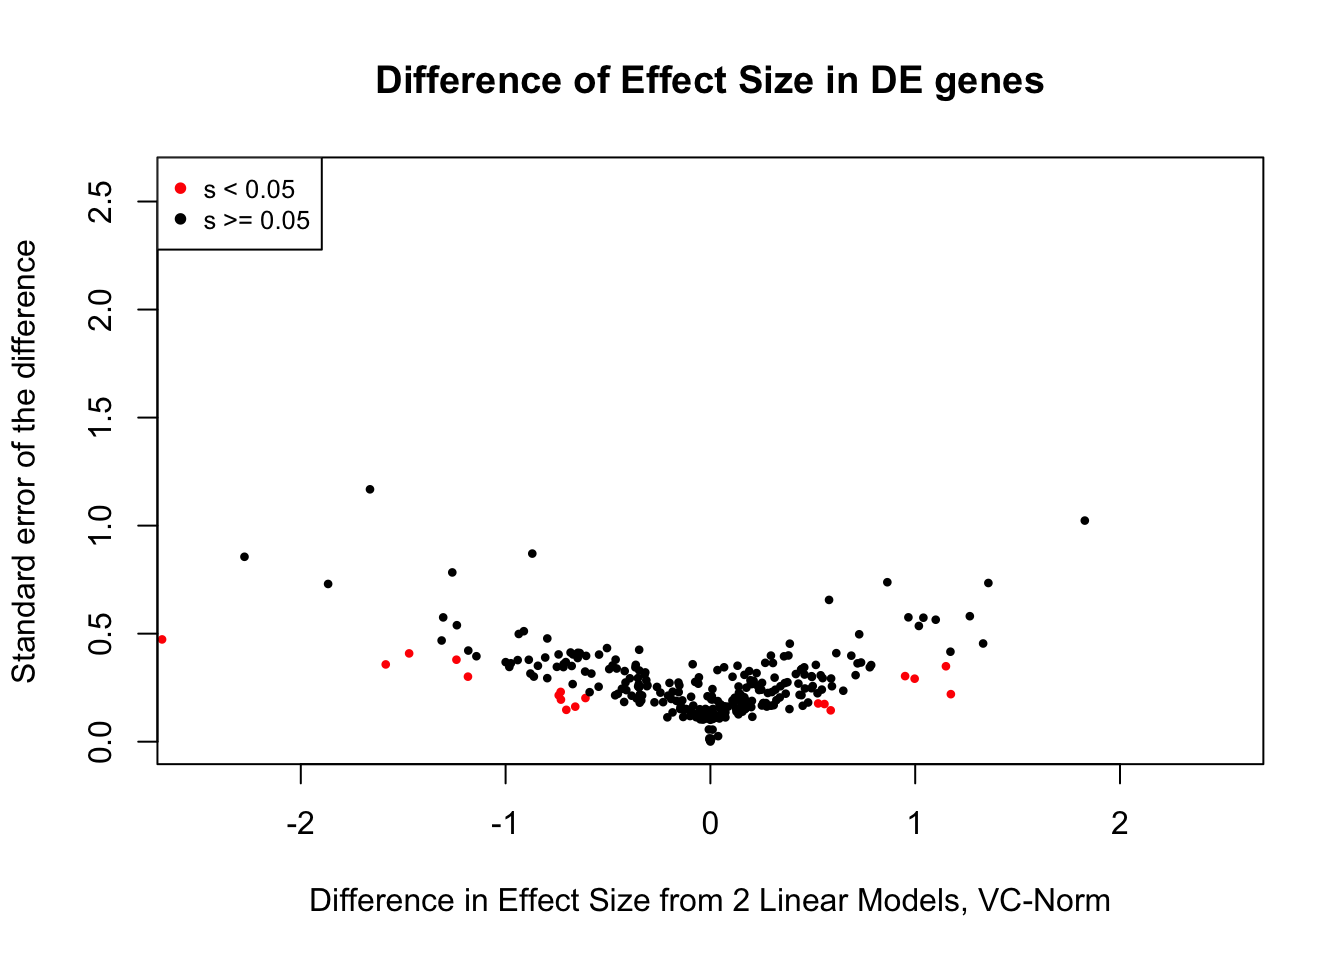 Difference of Effect Size in DE genes
s < 0.05
s >= 0.05
Standard error of the difference
2.5
2.0
1.5
1.0
0.5
0.0
-2
-1
0
1
2
Difference in Effect Size from 2 Linear Models, VC-Norm